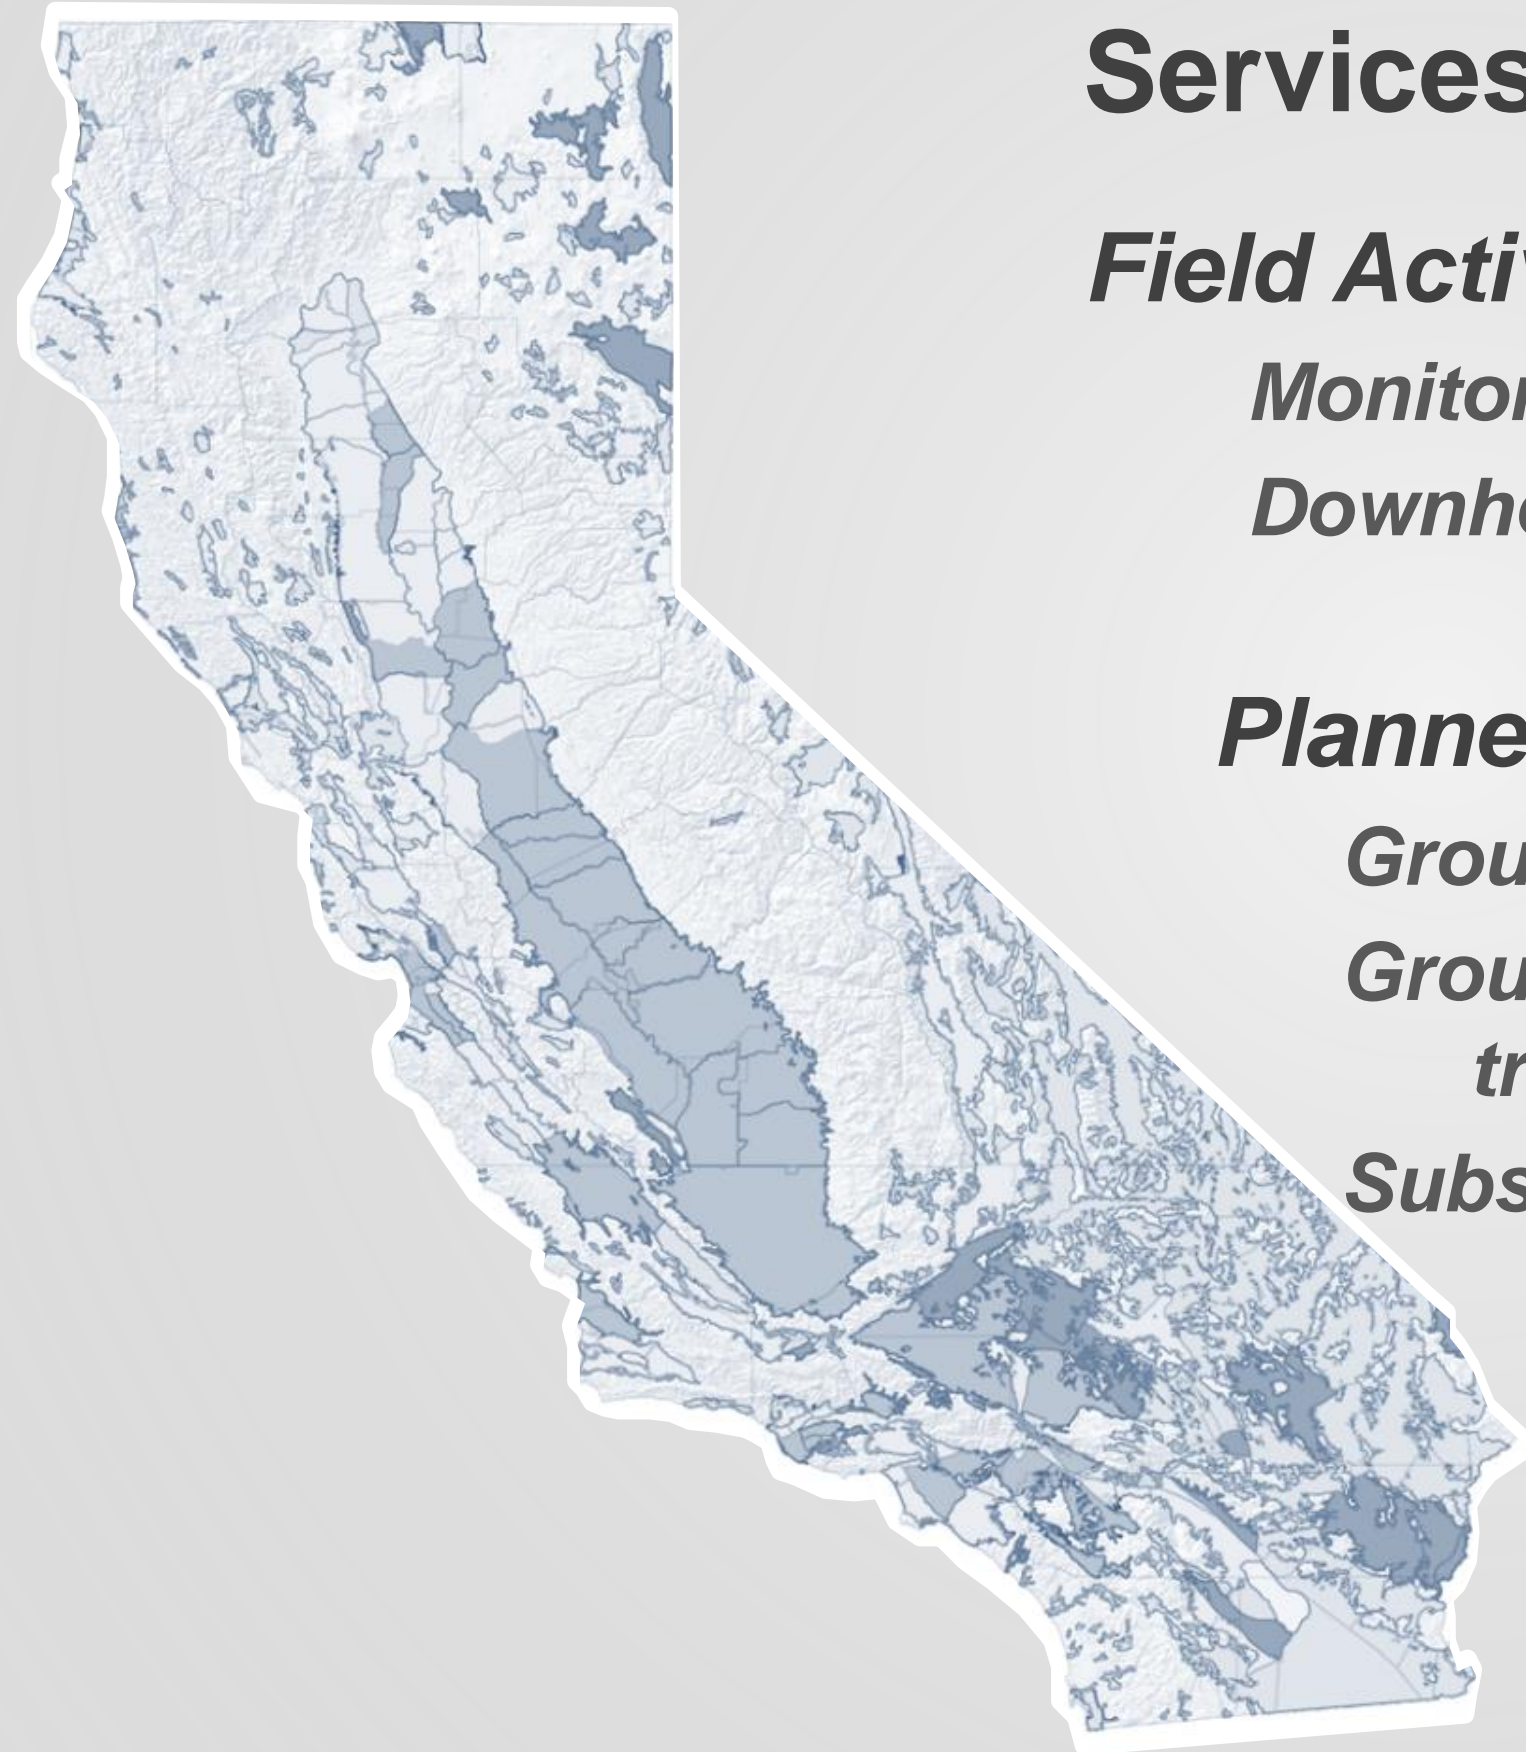 Services
Field Activ
Monitor
Downho
Planne
Grou
Grou
tr
Subs